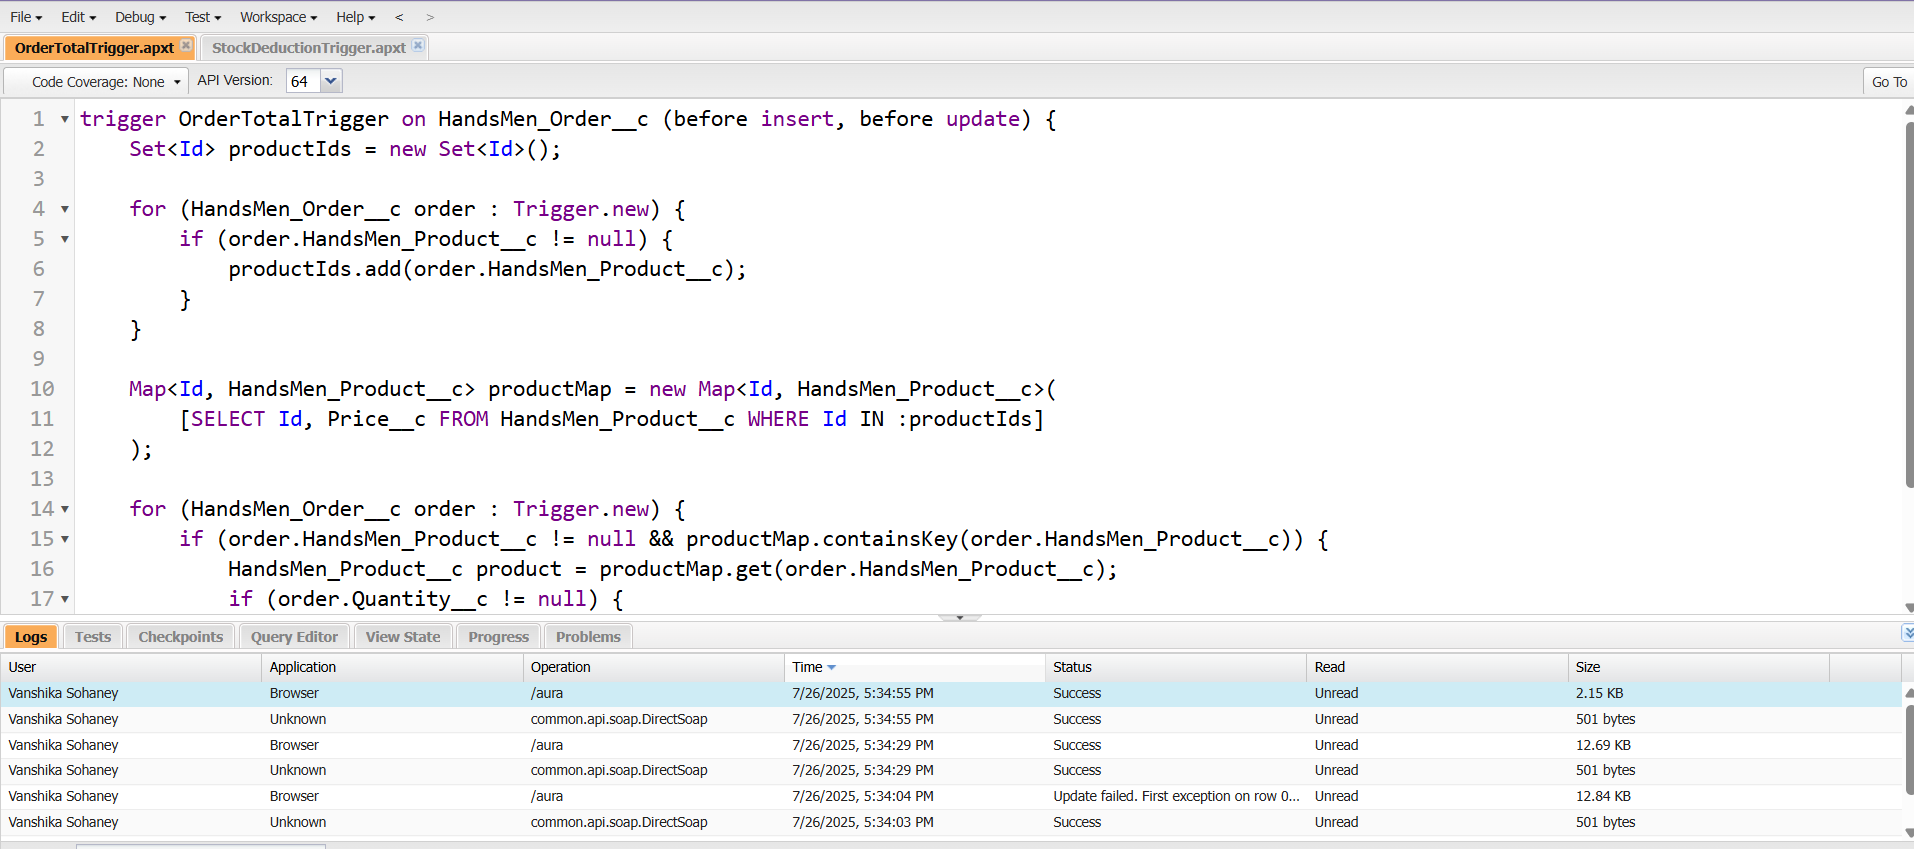 File Edit Debug Test Workspace Help < >
OrderTotalTrigger.apxt StockDeductionTrigger.apxt
Code Coverage: None API Version: 64 Go To
1 trigger OrderTotalTrigger on HandsMen_Order__c (before insert, before update) {
2     Set<Id> productIds = new Set<Id>();
3
4     for (HandsMen_Order__c order : Trigger.new) {
5         if (order.HandsMen_Product__c != null) {
6             productIds.add(order.HandsMen_Product__c);
7         }
8     }
9
10     Map<Id, HandsMen_Product__c> productMap = new Map<Id, HandsMen_Product__c>(
11         [SELECT Id, Price__c FROM HandsMen_Product__c WHERE Id IN :productIds]
12     );
13
14     for (HandsMen_Order__c order : Trigger.new) {
15         if (order.HandsMen_Product__c != null && productMap.containsKey(order.HandsMen_Product__c)) {
16             HandsMen_Product__c product = productMap.get(order.HandsMen_Product__c);
17             if (order.Quantity__c != null) {
Logs Tests Checkpoints Query Editor View State Progress Problems
User Application Operation Time Status Read Size
Vanshika Sohaney Browser /aura 7/26/2025, 5:34:55 PM Success Unread 2.15 KB
Vanshika Sohaney Unknown common.api.soap.DirectSoap 7/26/2025, 5:34:55 PM Success Unread 501 bytes
Vanshika Sohaney Browser /aura 7/26/2025, 5:34:29 PM Success Unread 12.69 KB
Vanshika Sohaney Unknown common.api.soap.DirectSoap 7/26/2025, 5:34:29 PM Success Unread 501 bytes
Vanshika Sohaney Browser /aura 7/26/2025, 5:34:04 PM Update failed. First exception on row 0... Unread 12.84 KB
Vanshika Sohaney Unknown common.api.soap.DirectSoap 7/26/2025, 5:34:03 PM Success Unread 501 bytes